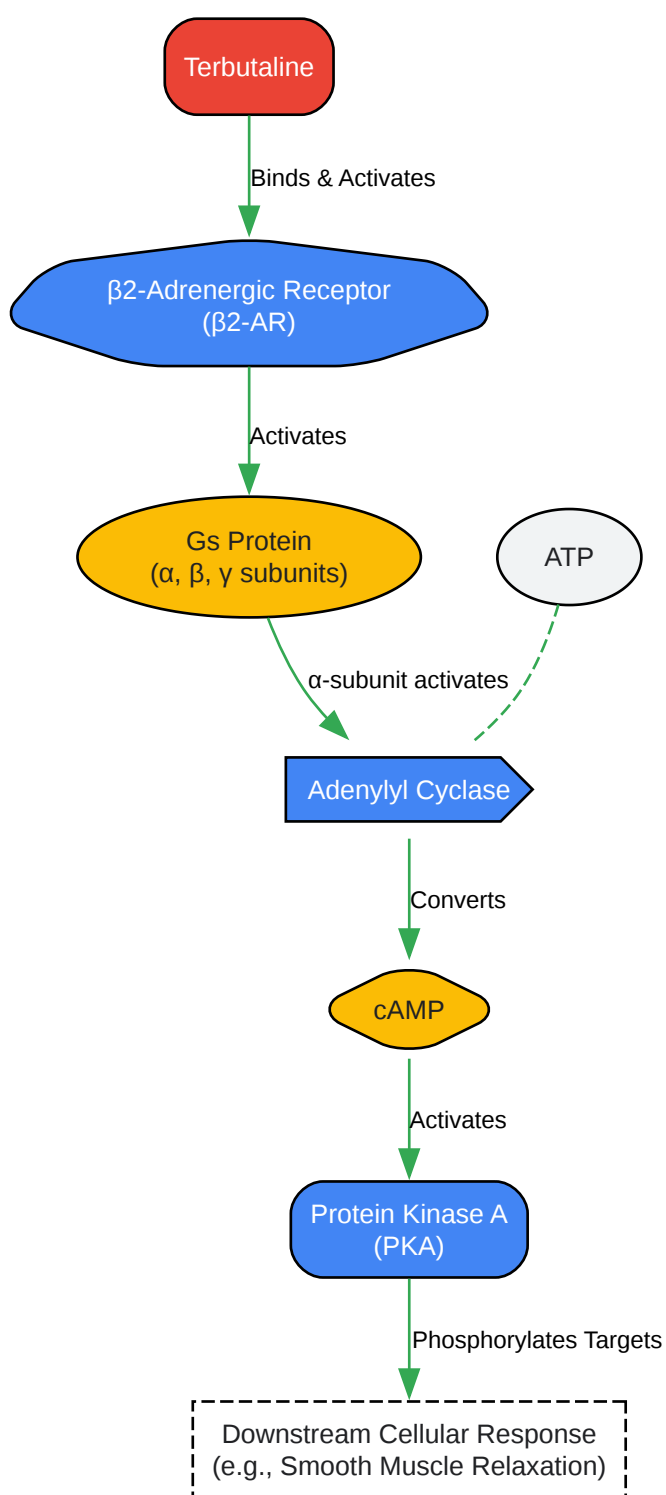 Terbutaline
Binds & Activates
β2-Adrenergic Receptor
(β2-AR)
Activates
Gs Protein
(α, β, γ subunits)
ATP
α-subunit activates
Adenylyl Cyclase
Converts
cAMP
Activates
Protein Kinase A
(PKA)
Phosphorylates Targets
Downstream Cellular Response
(e.g., Smooth Muscle Relaxation)